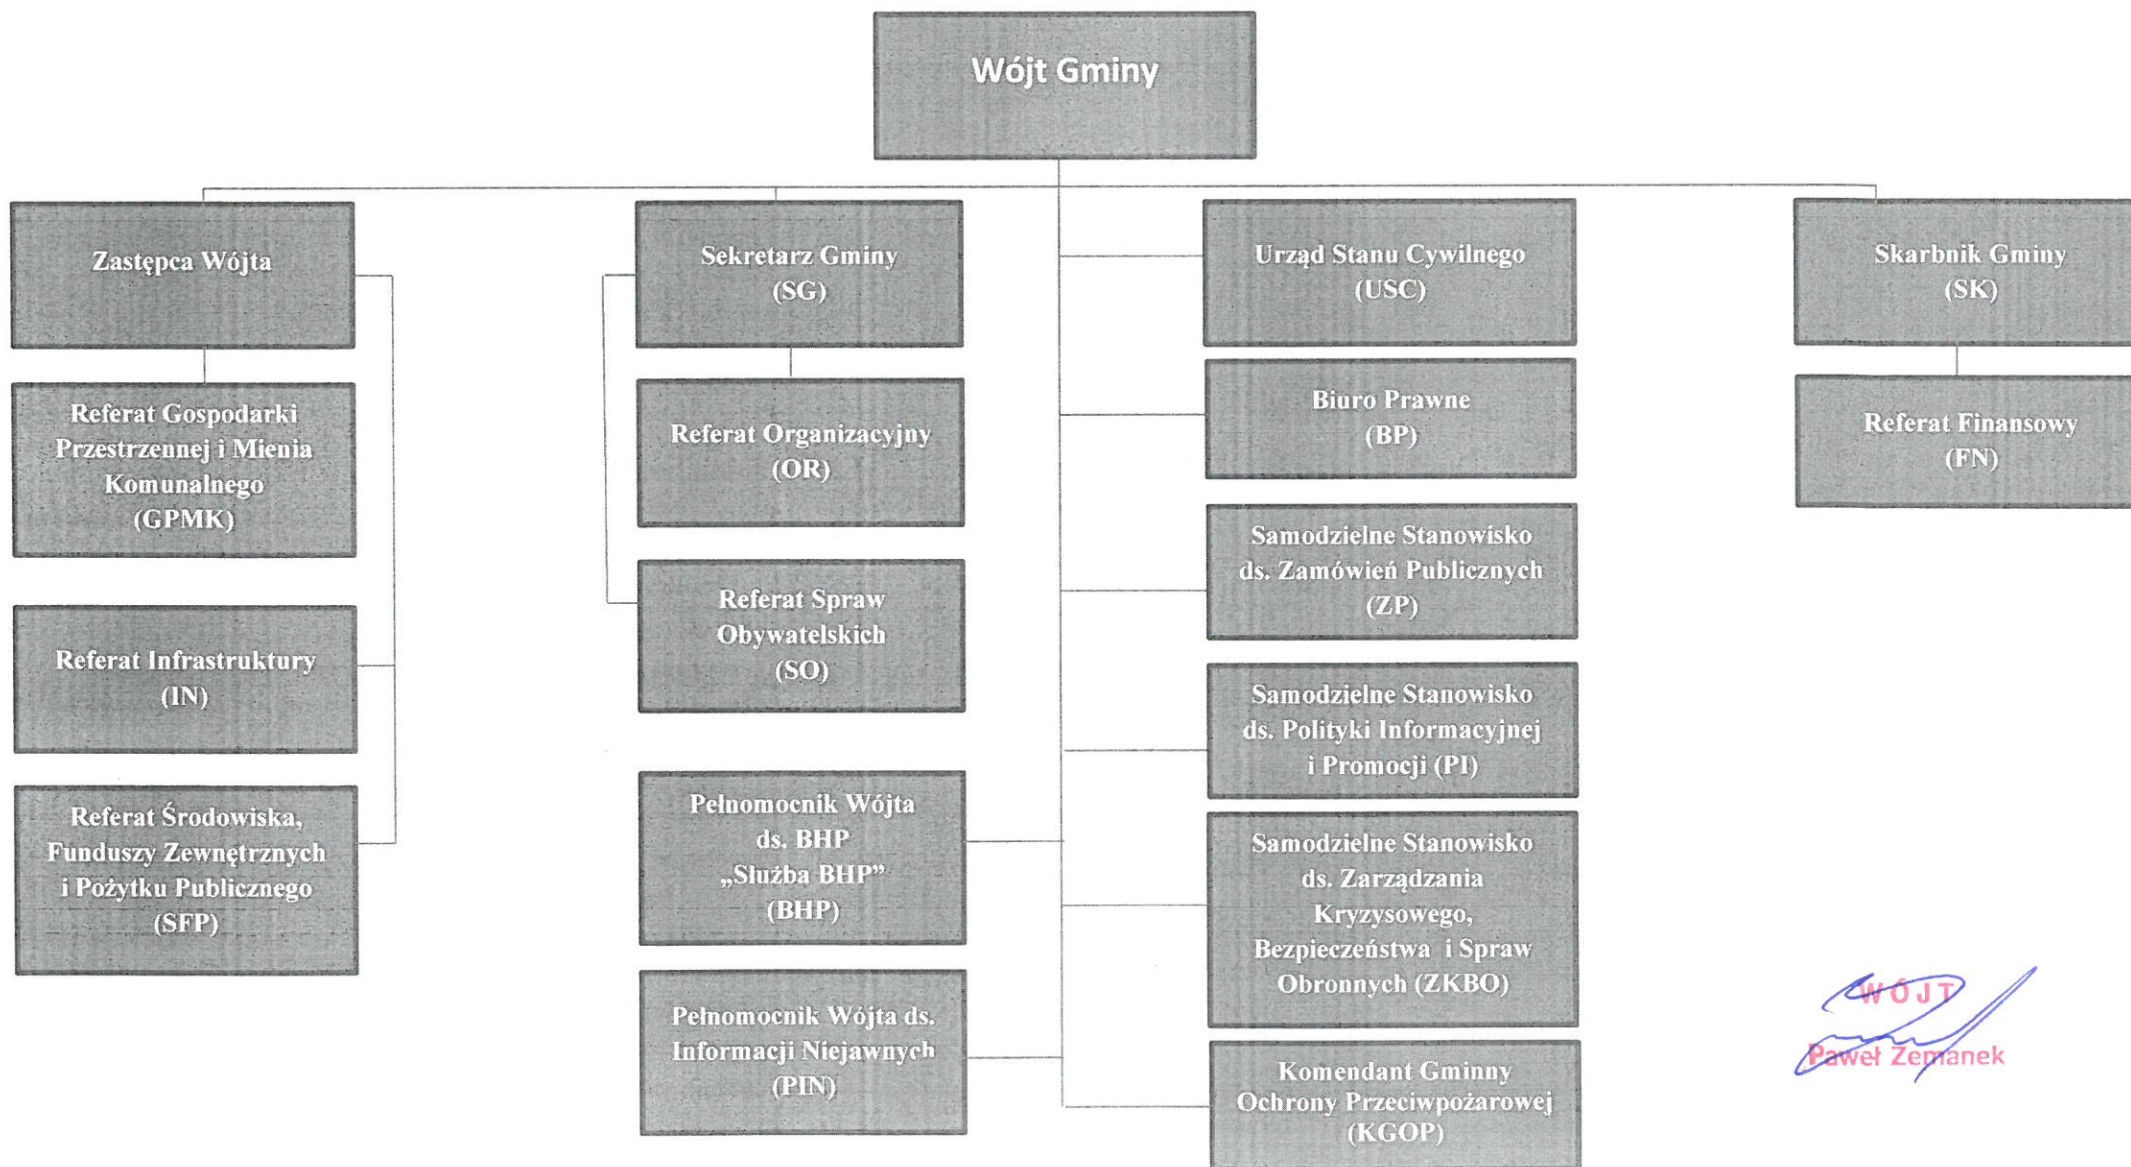 Wójt Gminy
Zastępca Wójta
Referat Gospodarki
Przestrzennej i Mienia
Komunalnego
(GPMK)
Referat Infrastruktury
(IN)
Referat Środowiska,
Funduszy Zewnętrznych
i Pożytku Publicznego
(SFP)
Sekretarz Gminy
(SG)
Referat Organizacyjny
(OR)
Referat Spraw
Obywatelskich
(SO)
Pełnomocnik Wójta
ds. BHP
„Służba BHP”
(BHP)
Pełnomocnik Wójta ds.
Informacji Niejawnych
(PIN)
Urząd Stanu Cywilnego
(USC)
Biuro Prawne
(BP)
Samodzielne Stanowisko
ds. Zamówień Publicznych
(ZP)
Samodzielne Stanowisko
ds. Polityki Informacyjnej
i Promocji (PI)
Samodzielne Stanowisko
ds. Zarządzania
Kryzysowego,
Bezpieczeństwa i Spraw
Obronnych (ZKBO)
Komendant Gminny
Ochrony Przeciwpożarowej
(KGOP)
Skarbnik Gminy
(SK)
Referat Finansowy
(FN)
WÓJT
Paweł Zemanek